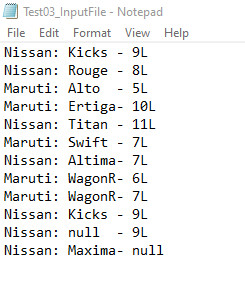 Test03_InputFile - Notepad
File Edit Format View Help
Nissan: Kicks - 9L
Nissan: Rouge - 8L
Maruti: Alto  - 5L
Maruti: Ertiga- 10L
Nissan: Titan - 11L
Maruti: Swift - 7L
Nissan: Altima- 7L
Maruti: WagonR- 6L
Maruti: WagonR- 7L
Nissan: Kicks - 9L
Nissan: null  - 9L
Nissan: Maxima- null